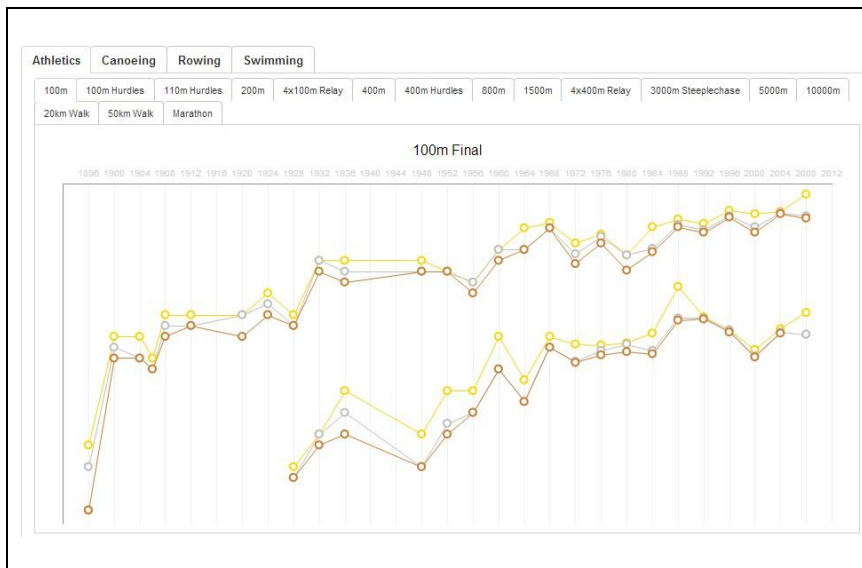 Athletics Canoeing Rowing Swimming
100m 100m Hurdles 110m Hurdles 200m 4x100m Relay 400m 400m Hurdles 800m 1500m 4x400m Relay 3000m Steeplechase 5000m 10000m
20km Walk 50km Walk Marathon
100m Final
1896 1900 1904 1908 1912 1916 1920 1924 1928 1932 1936 1940 1944 1948 1952 1956 1960 1964 1968 1972 1976 1980 1984 1988 1992 1996 2000 2004 2008 2012